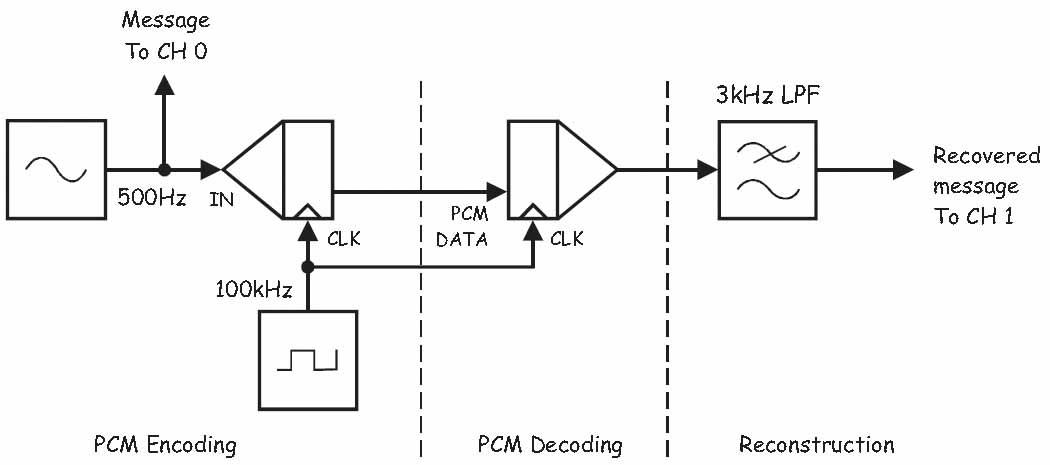 Message
To CH 0
500Hz
IN
CLK
100kHz
PCM
DATA
CLK
3kHz LPF
Recovered
message
To CH 1
PCM Encoding
PCM Decoding
Reconstruction